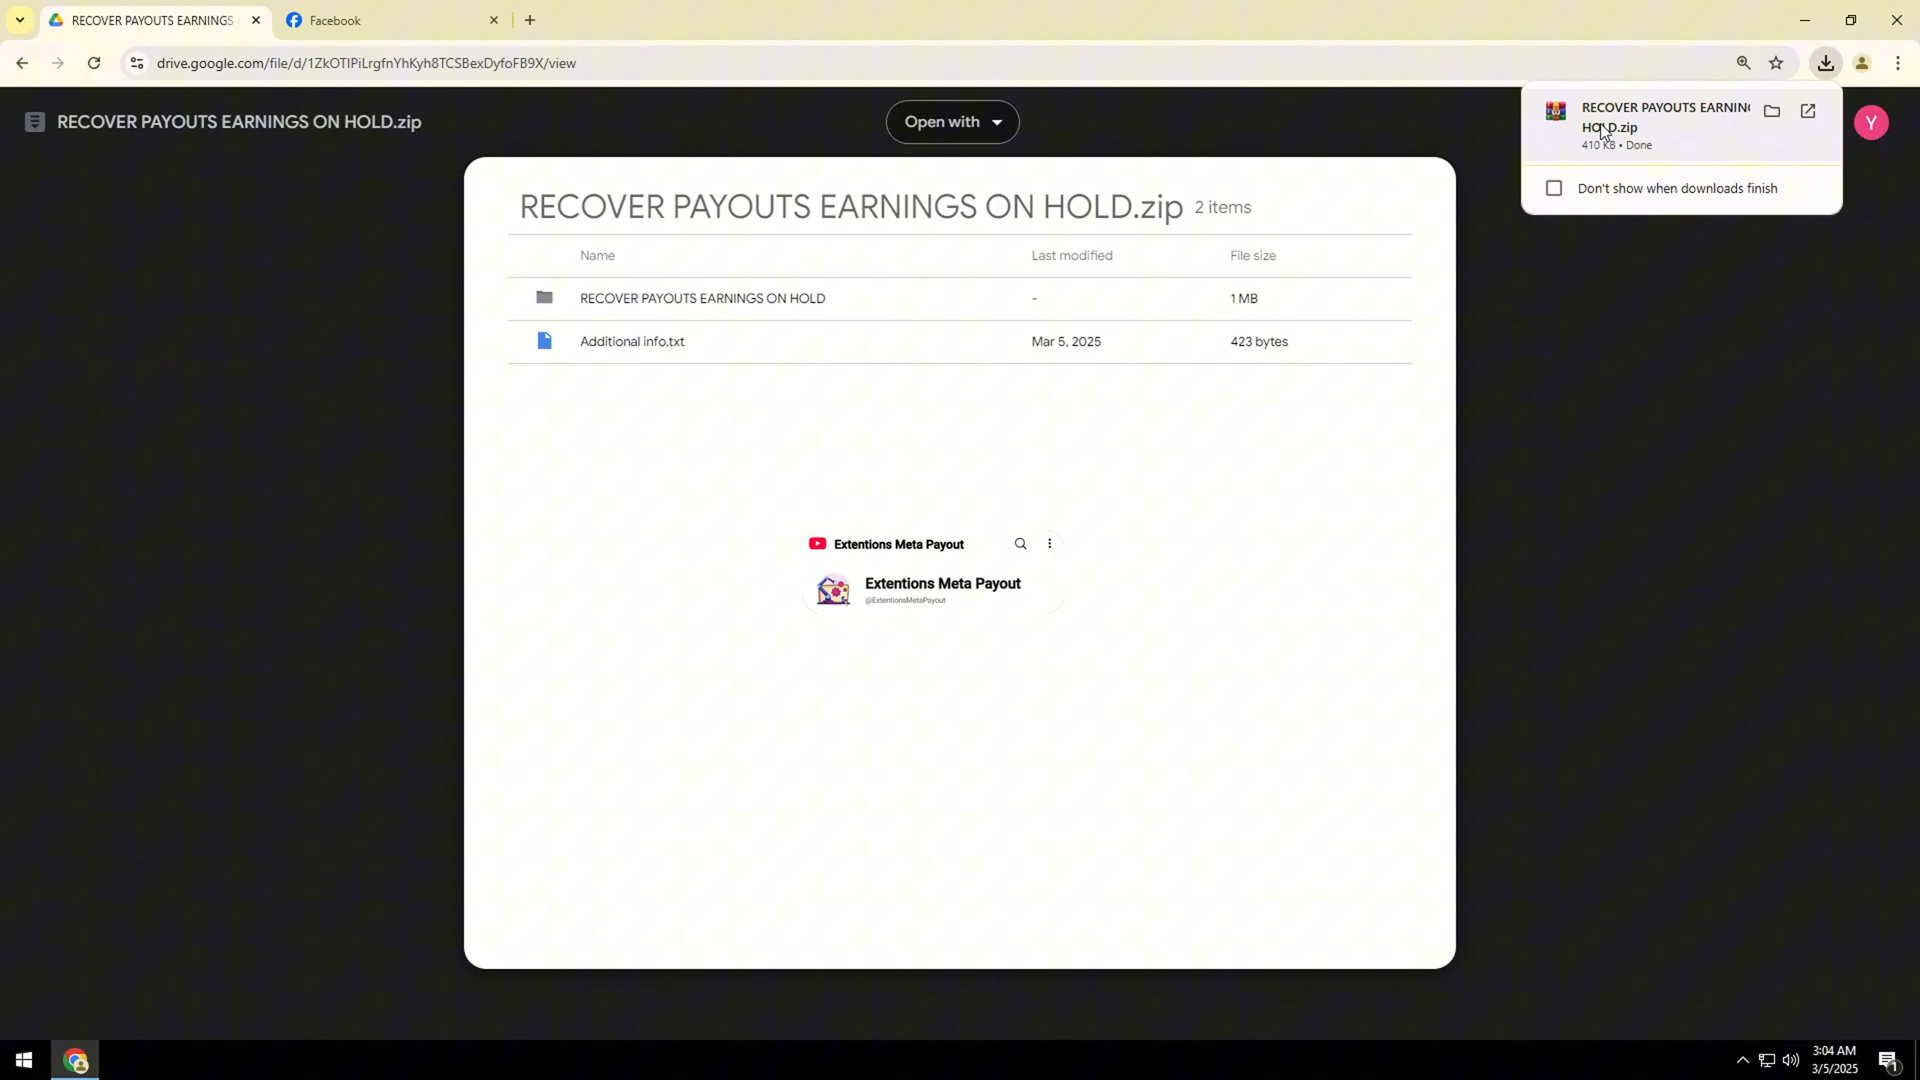 RECOVER PAYOUTS EARNINGS
Facebook
drive.google.com/file/d/1ZkOTIPiLrgfnYhKyh8TCSBexDyfoFB9X/view
RECOVER PAYOUTS EARNINGS ON HOLD.zip
Open with
RECOVER PAYOUTS EARNIN
HOLD.zip
410 KB • Done
Y
Don't show when downloads finish
RECOVER PAYOUTS EARNINGS ON HOLD.zip 2 items
Name Last modified File size
RECOVER PAYOUTS EARNINGS ON HOLD - 1 MB
Additional info.txt Mar 5, 2025 423 bytes
Extentions Meta Payout
Extentions Meta Payout
@ExtentionsMetaPayout
3:04 AM
3/5/2025
1